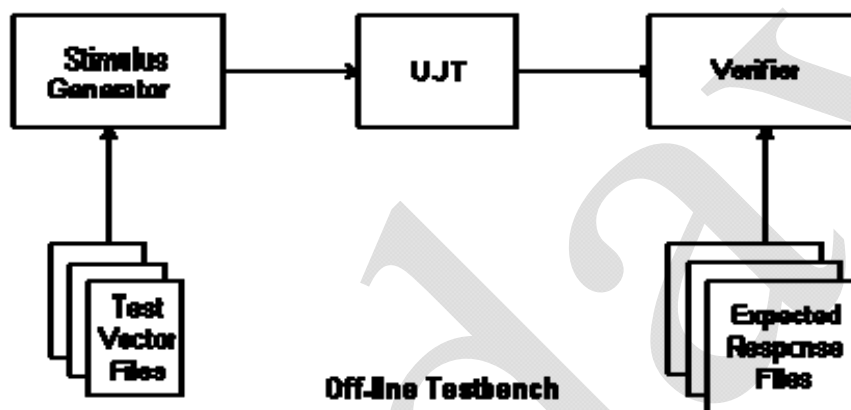 Stimulus
Generator
UUT
Verifier
Test
Vector
Files
Expected
Response
Files
Off-line Testbench